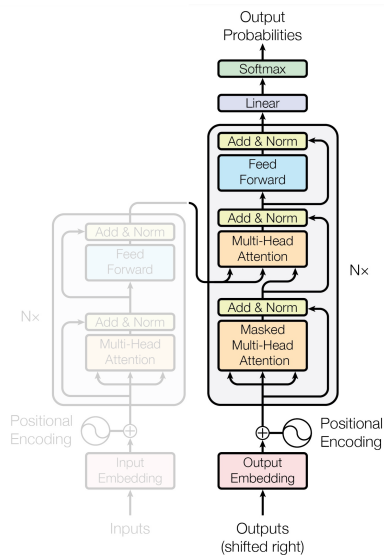 Output
Probabilities
Softmax
Linear
Add & Norm
Feed
Forward
Add & Norm
Multi-Head
Attention
N×
Add & Norm
Masked
Multi-Head
Attention
Positional
Encoding
Output
Embedding
Outputs
(shifted right)
Add & Norm
Feed
Forward
N×
Add & Norm
Multi-Head
Attention
Positional
Encoding
Input
Embedding
Inputs